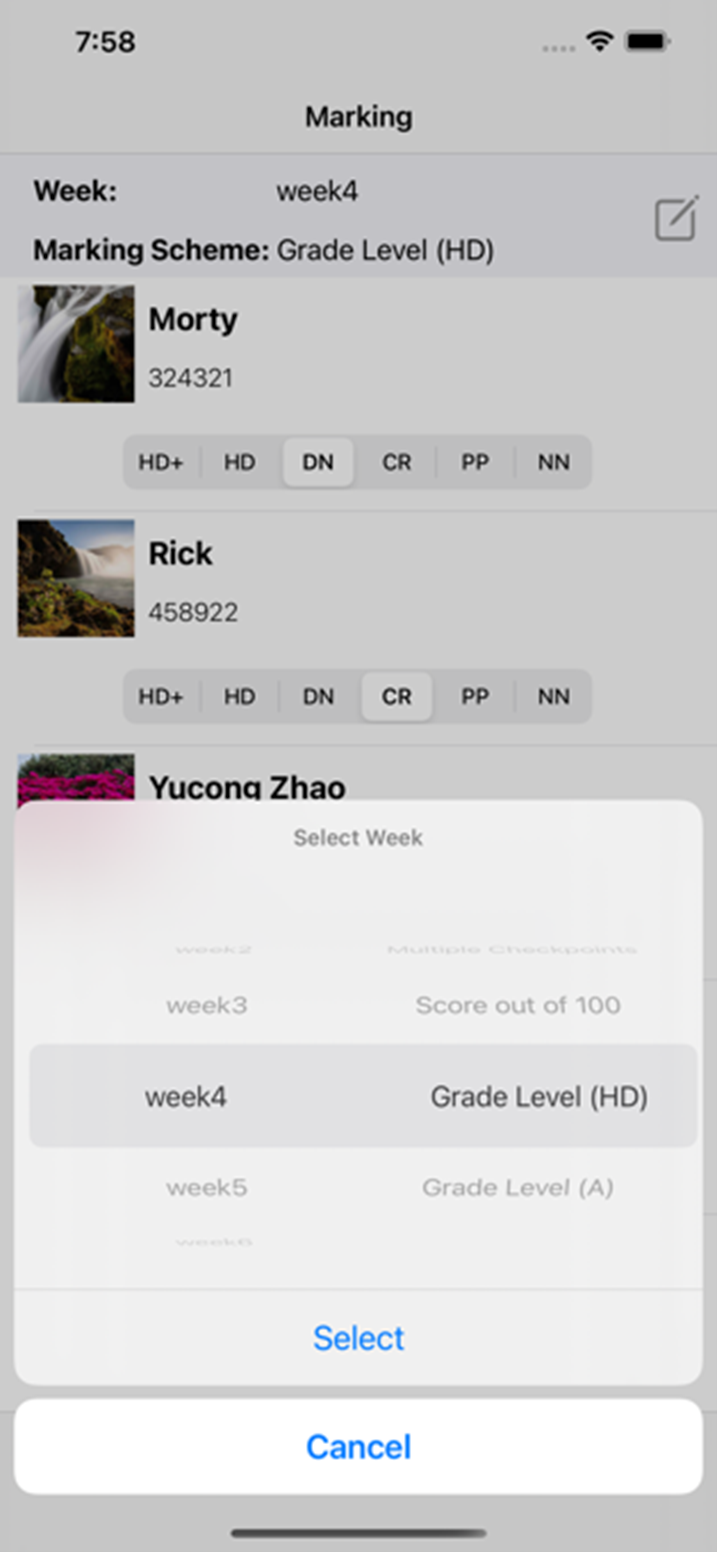 7:58
Marking
Week: week4
Marking Scheme: Grade Level (HD)
Morty
324321
HD+ HD DN CR PP NN
Rick
458922
HD+ HD DN CR PP NN
Yucong Zhao
Select Week
week2 Multiple Checkpoints
week3 Score out of 100
week4 Grade Level (HD)
week5 Grade Level (A)
week6
Select
Cancel